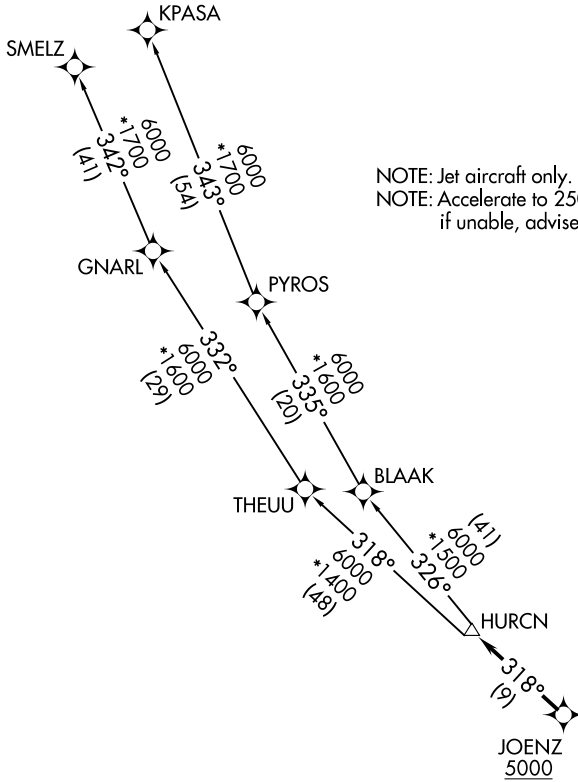 KPASA
SMELZ
6000
*1700
342°
(41)
6000
*1700
343°
(54)
NOTE: Jet aircraft only.
NOTE: Accelerate to 250
if unable, advise
GNARL
PYROS
332°
6000
*1600
(29)
6000
*1600
335°
(20)
BLAAK
THEUU
318°
6000
*1400
(48)
(41)
6000
*1500
326°
HURCN
318°
(9)
JOENZ
5000